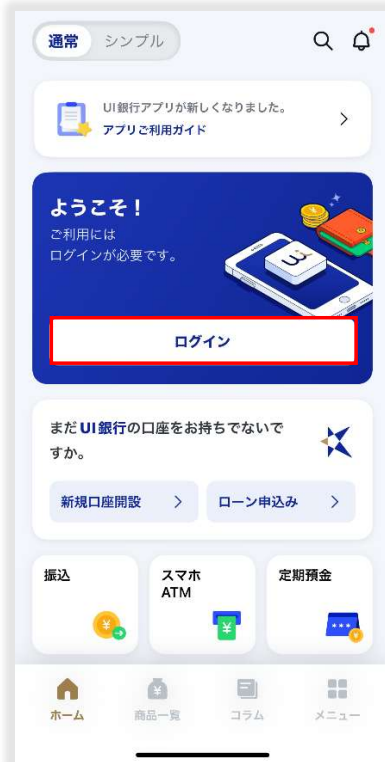 通常 シンプル
UI銀行アプリが新しくなりました。
アプリご利用ガイド
ようこそ！
ご利用には
ログインが必要です。
ui
ログイン
まだUI銀行の口座をお持ちでないで
すか。
新規口座開設 ローン申込み
振込 スマホ 定期預金
ATM
¥ ¥ ***
¥
ホーム 商品一覧 コラム メニュー